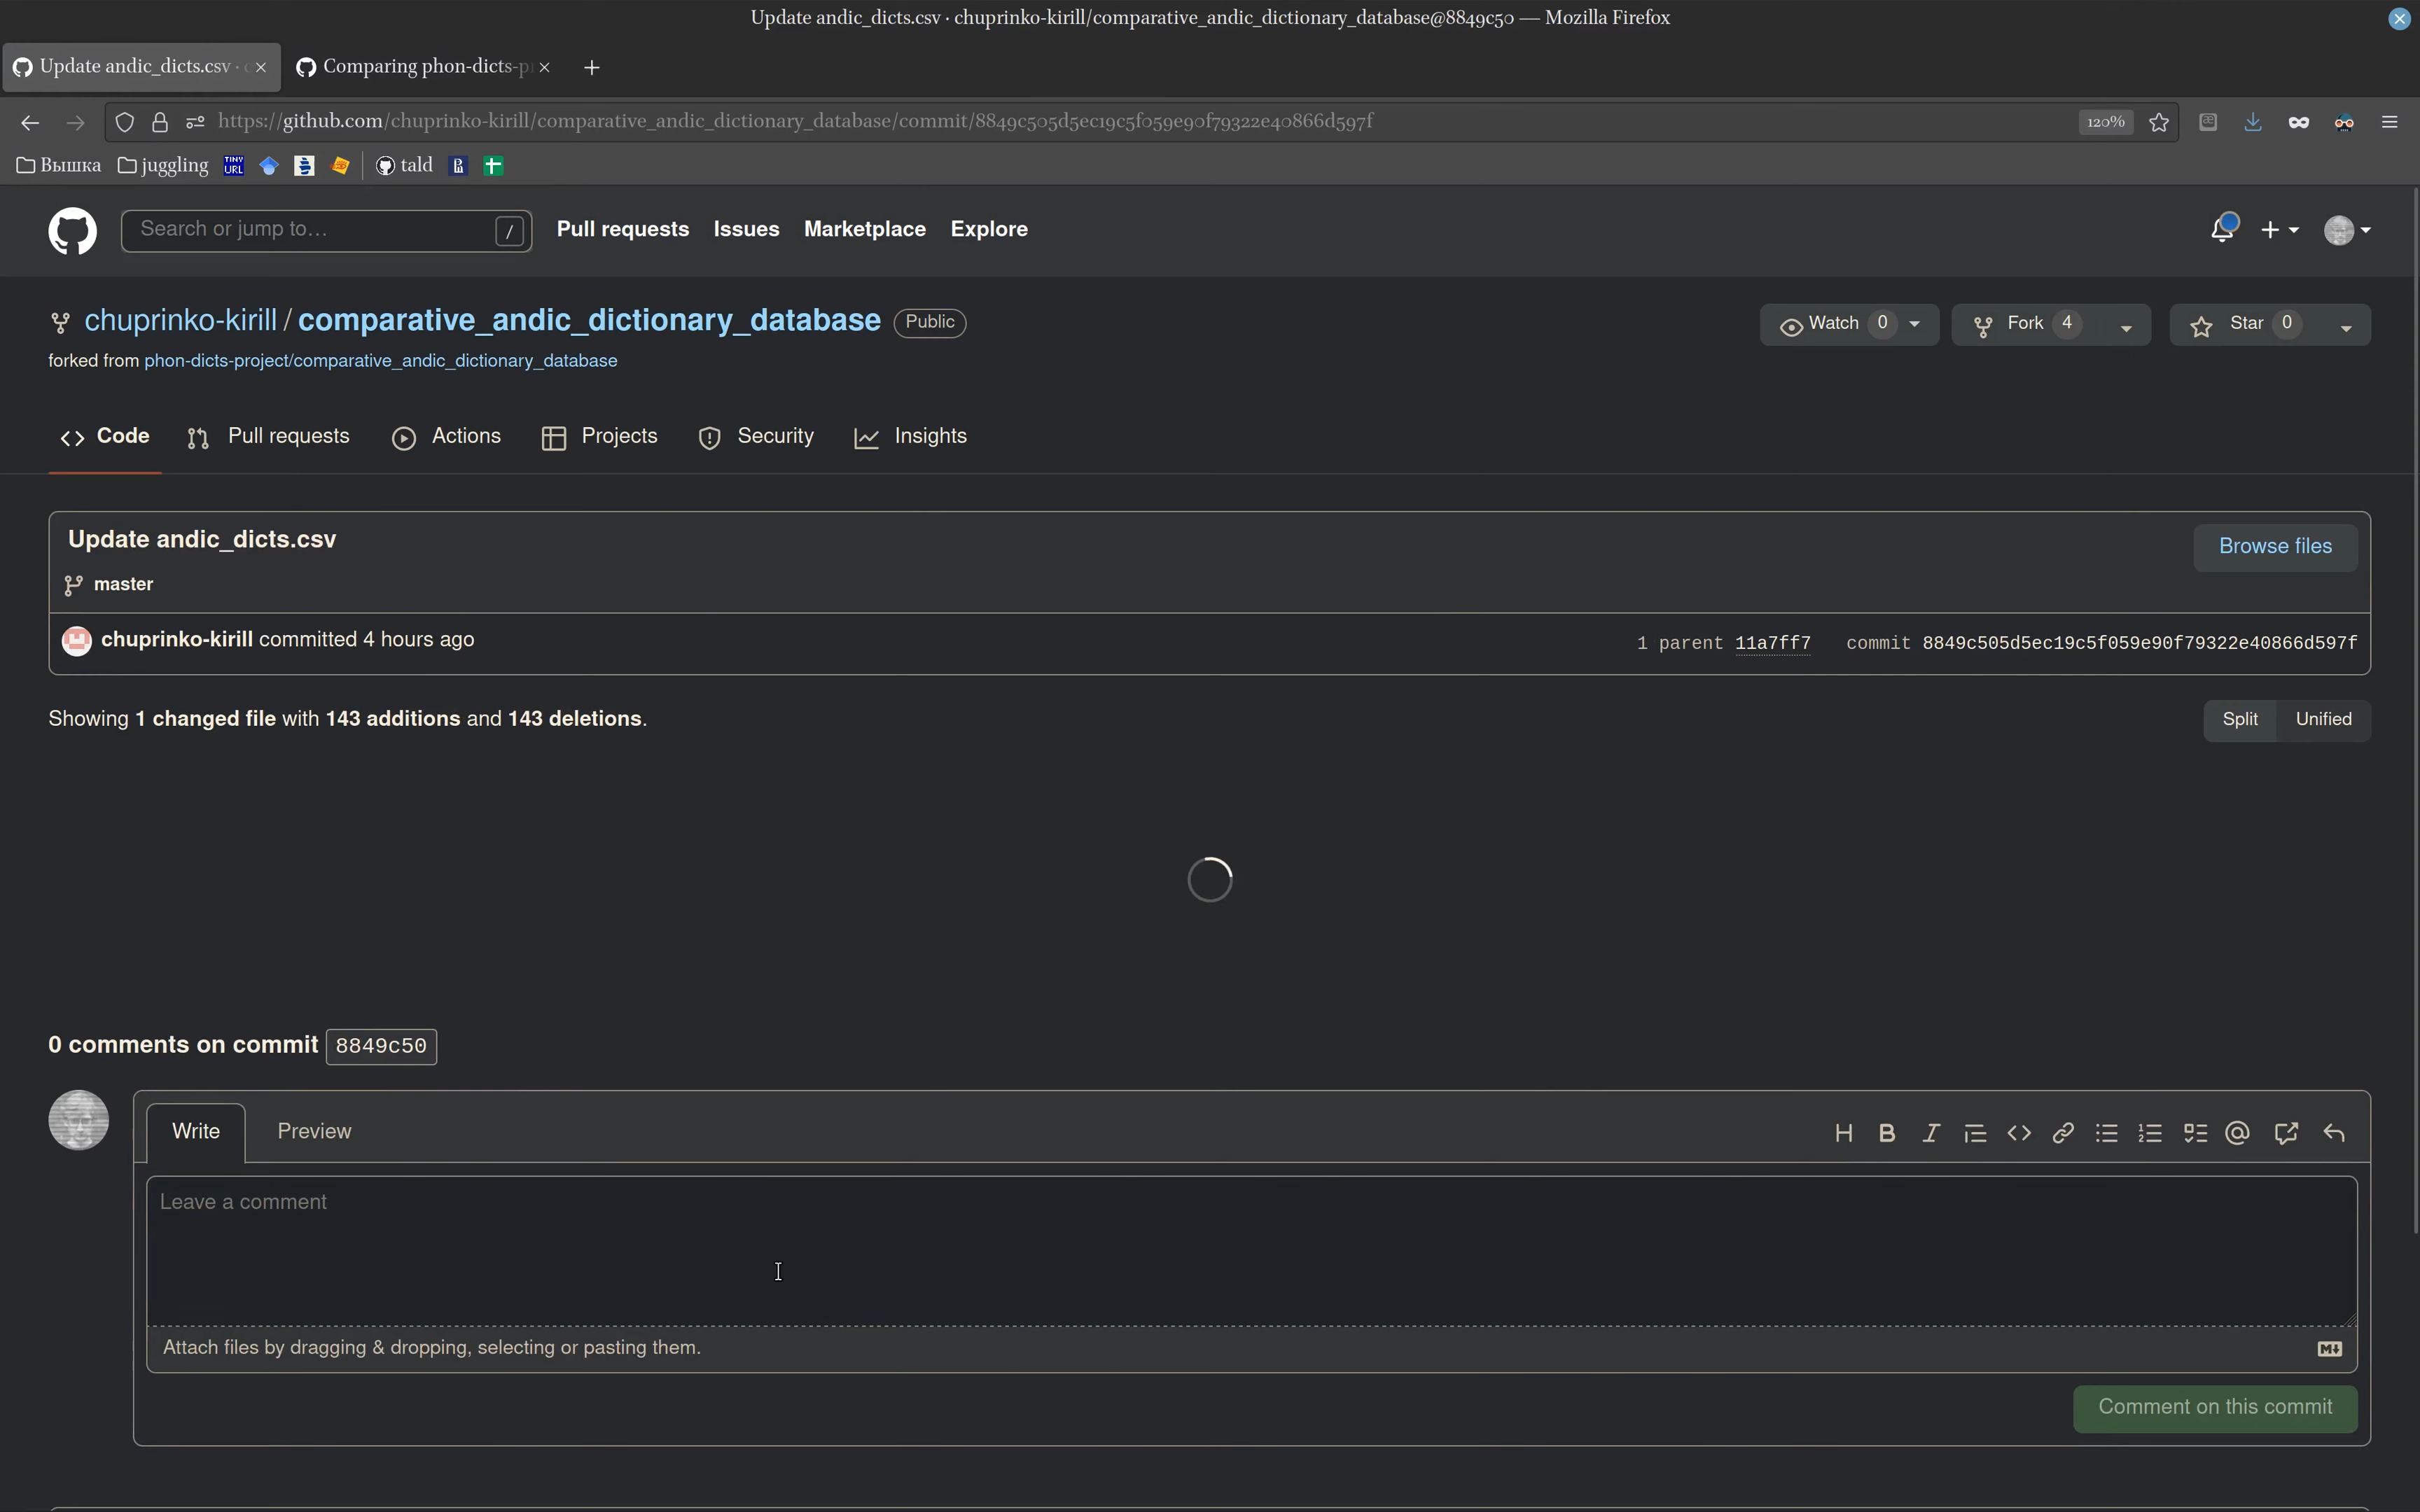 Update andic_dicts.csv · chuprinko-kirill/comparative_andic_dictionary_database@8849c50 — Mozilla Firefox
Update andic_dicts.csv ·
Comparing phon-dicts-p
https://github.com/chuprinko-kirill/comparative_andic_dictionary_database/commit/8849c505d5ec19c5f059e90f79322e40866d597f
120%
Вышка juggling TINY URL tald
Search or jump to… /
Pull requests Issues Marketplace Explore
chuprinko-kirill / comparative_andic_dictionary_database Public
Watch 0 Fork 4 Star 0
forked from phon-dicts-project/comparative_andic_dictionary_database
Code Pull requests Actions Projects Security Insights
Update andic_dicts.csv
Browse files
master
chuprinko-kirill committed 4 hours ago
1 parent 11a7ff7 commit 8849c505d5ec19c5f059e90f79322e40866d597f
Showing 1 changed file with 143 additions and 143 deletions.
Split Unified
0 comments on commit 8849c50
Write Preview
Leave a comment
Attach files by dragging & dropping, selecting or pasting them.
Comment on this commit